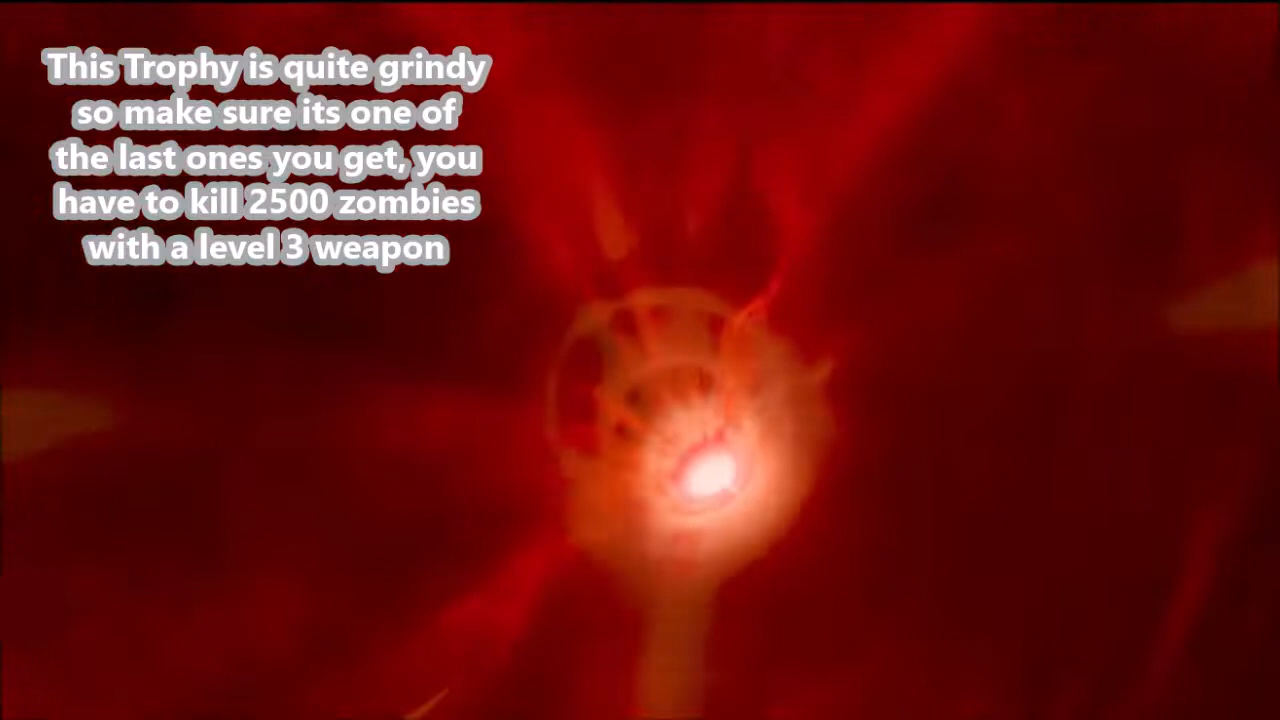 This Trophy is quite grindy
so make sure its one of
the last ones you get, you
have to kill 2500 zombies
with a level 3 weapon